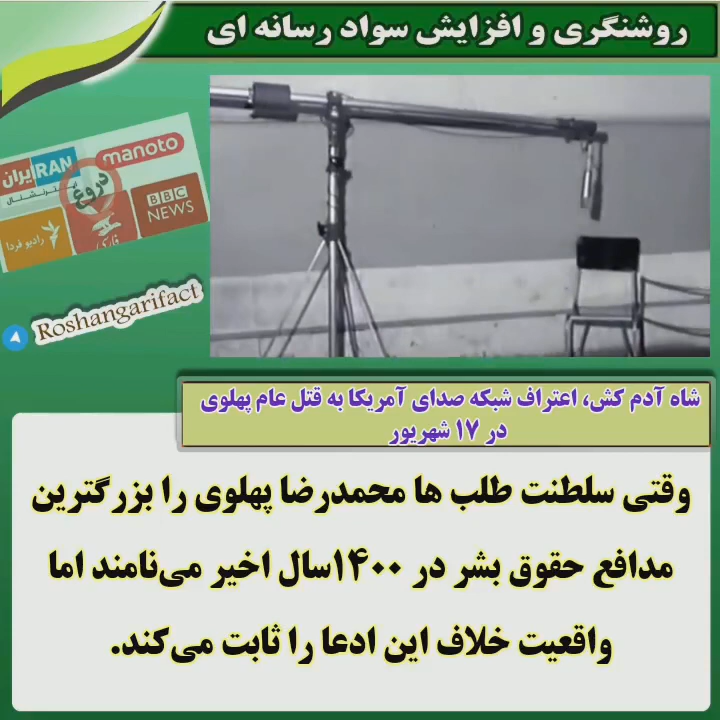 روشنگری و افزایش سواد رسانه ای
ایران IRAN
اینترنشنال
manoto
دروغ
رادیو فردا
فارسی
BBC
NEWS
Roshangarifact
شاه آدم کش، اعتراف شبکه صدای آمریکا به قتل عام پهلوی
در ۱۷ شهریور
وقتی سلطنت طلب ها محمدرضا پهلوی را بزرگترین
مدافع حقوق بشر در ۱۴۰۰سال اخیر می‌نامند اما
واقعیت خلاف این ادعا را ثابت می‌کند.